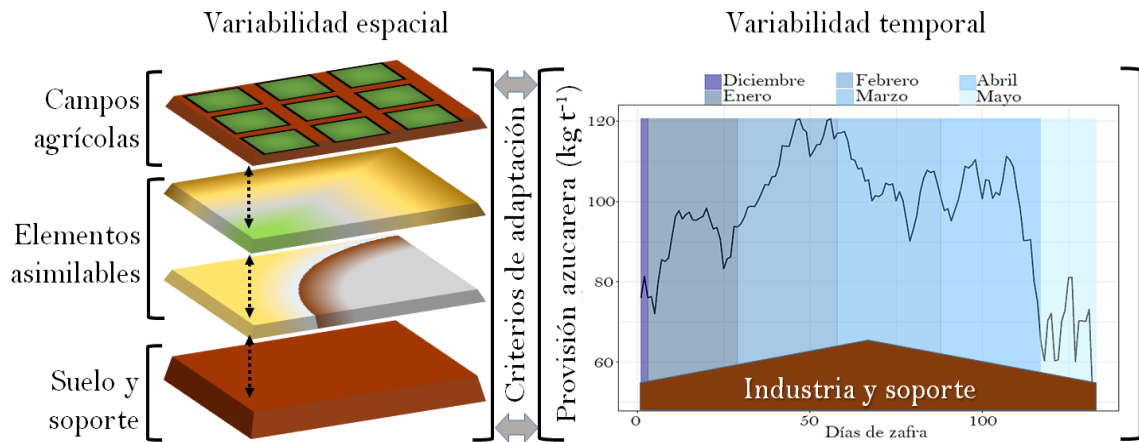 Variabilidad espacial
Campos
agrícolas
Elementos
asimilables
Suelo y
soporte
Criterios de adaptación
Variabilidad temporal
Diciembre
Febrero
Abril
Enero
Marzo
Mayo
Provisión azucarera (kg t⁻¹)
120
100
80
60
Industria y soporte
0
50
100
Días de zafra